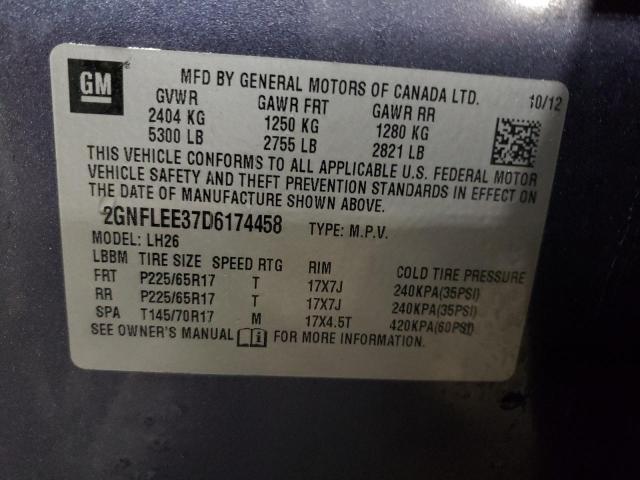 GM
MFD BY GENERAL MOTORS OF CANADA LTD. 10/12
GVWR GAWR FRT GAWR RR
2404 KG 1250 KG 1280 KG
5300 LB 2755 LB 2821 LB
THIS VEHICLE CONFORMS TO ALL APPLICABLE U.S. FEDERAL MOTOR
VEHICLE SAFETY AND THEFT PREVENTION STANDARDS IN EFFECT ON
THE DATE OF MANUFACTURE SHOWN ABOVE.
2GNFLEE37D6174458 TYPE: M.P.V.
MODEL: LH26
LBBM TIRE SIZE SPEED RTG RIM COLD TIRE PRESSURE
FRT P225/65R17 T 17X7J 240KPA(35PSI)
RR P225/65R17 T 17X7J 240KPA(35PSI)
SPA T145/70R17 M 17X4.5T 420KPA(60PSI)
SEE OWNER'S MANUAL FOR MORE INFORMATION.